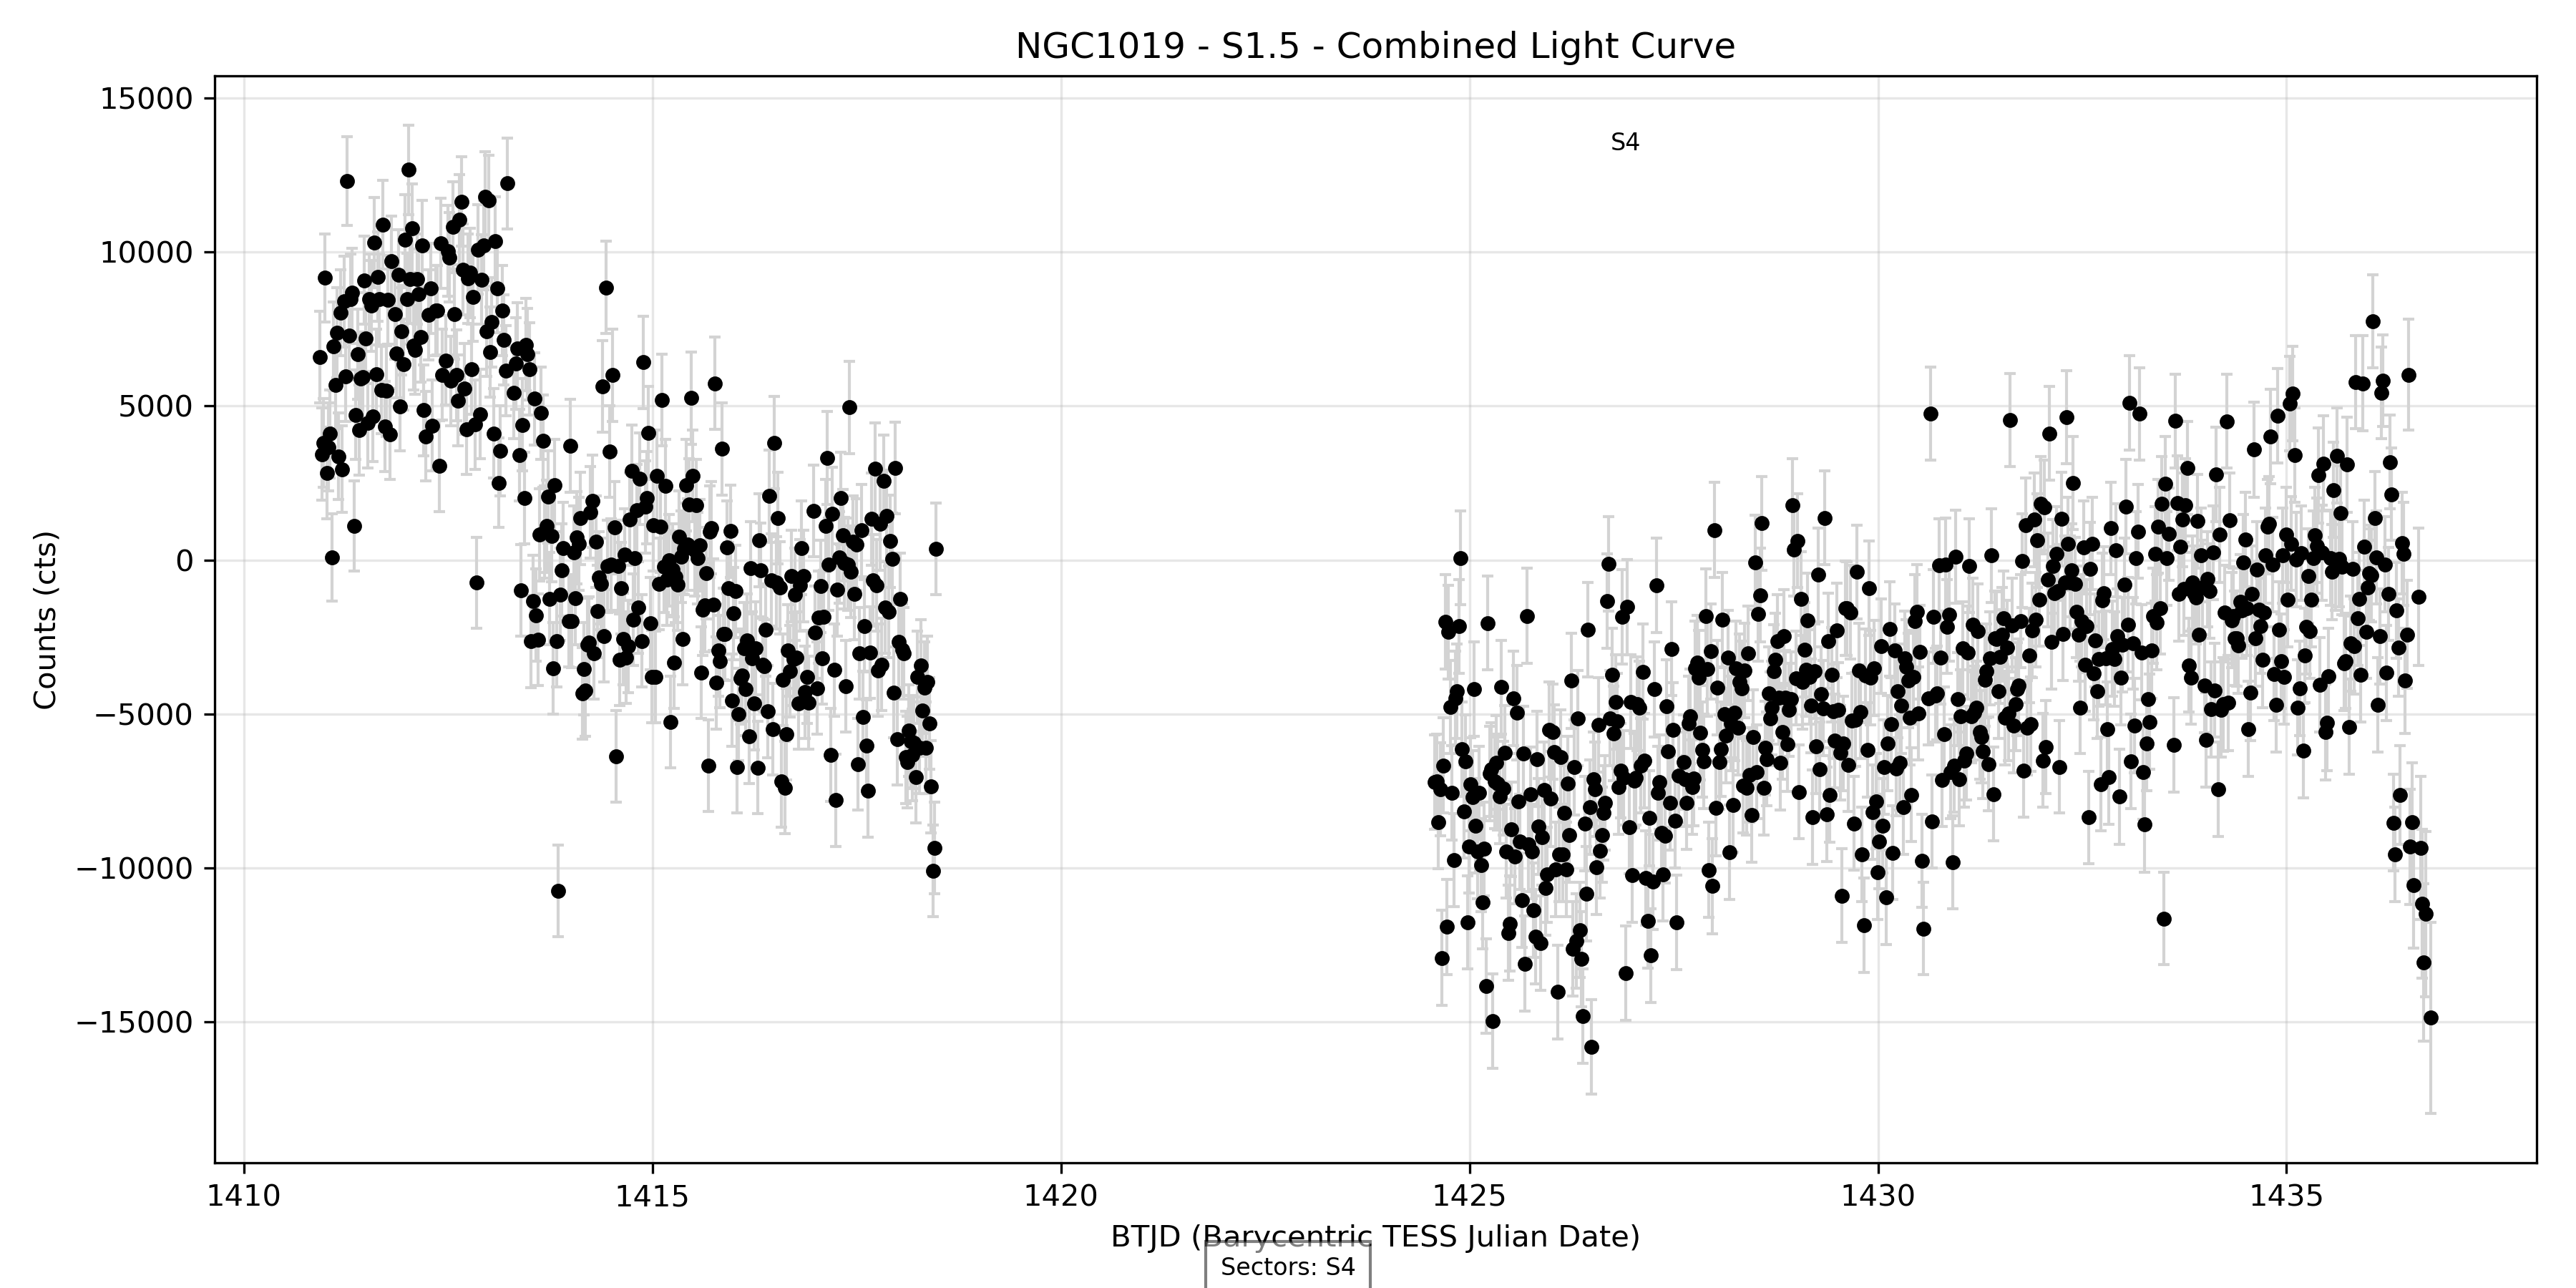 NGC1019 - S1.5 - Combined Light Curve
S4
Counts (cts)
15000
10000
5000
0
−5000
−10000
−15000
1410 1415 1420 1425 1430 1435
BTJD (Barycentric TESS Julian Date)
Sectors: S4